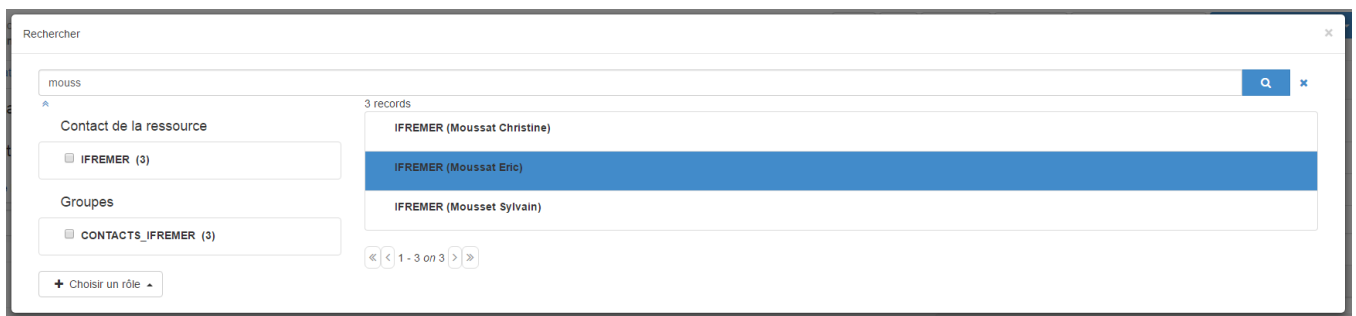 Rechercher
×
mouss
3 records
Contact de la ressource
IFREMER (3)
Groupes
CONTACTS_IFREMER (3)
+ Choisir un rôle
IFREMER (Moussat Christine)
IFREMER (Moussat Eric)
IFREMER (Mousset Sylvain)
« < 1 - 3 on 3 > »